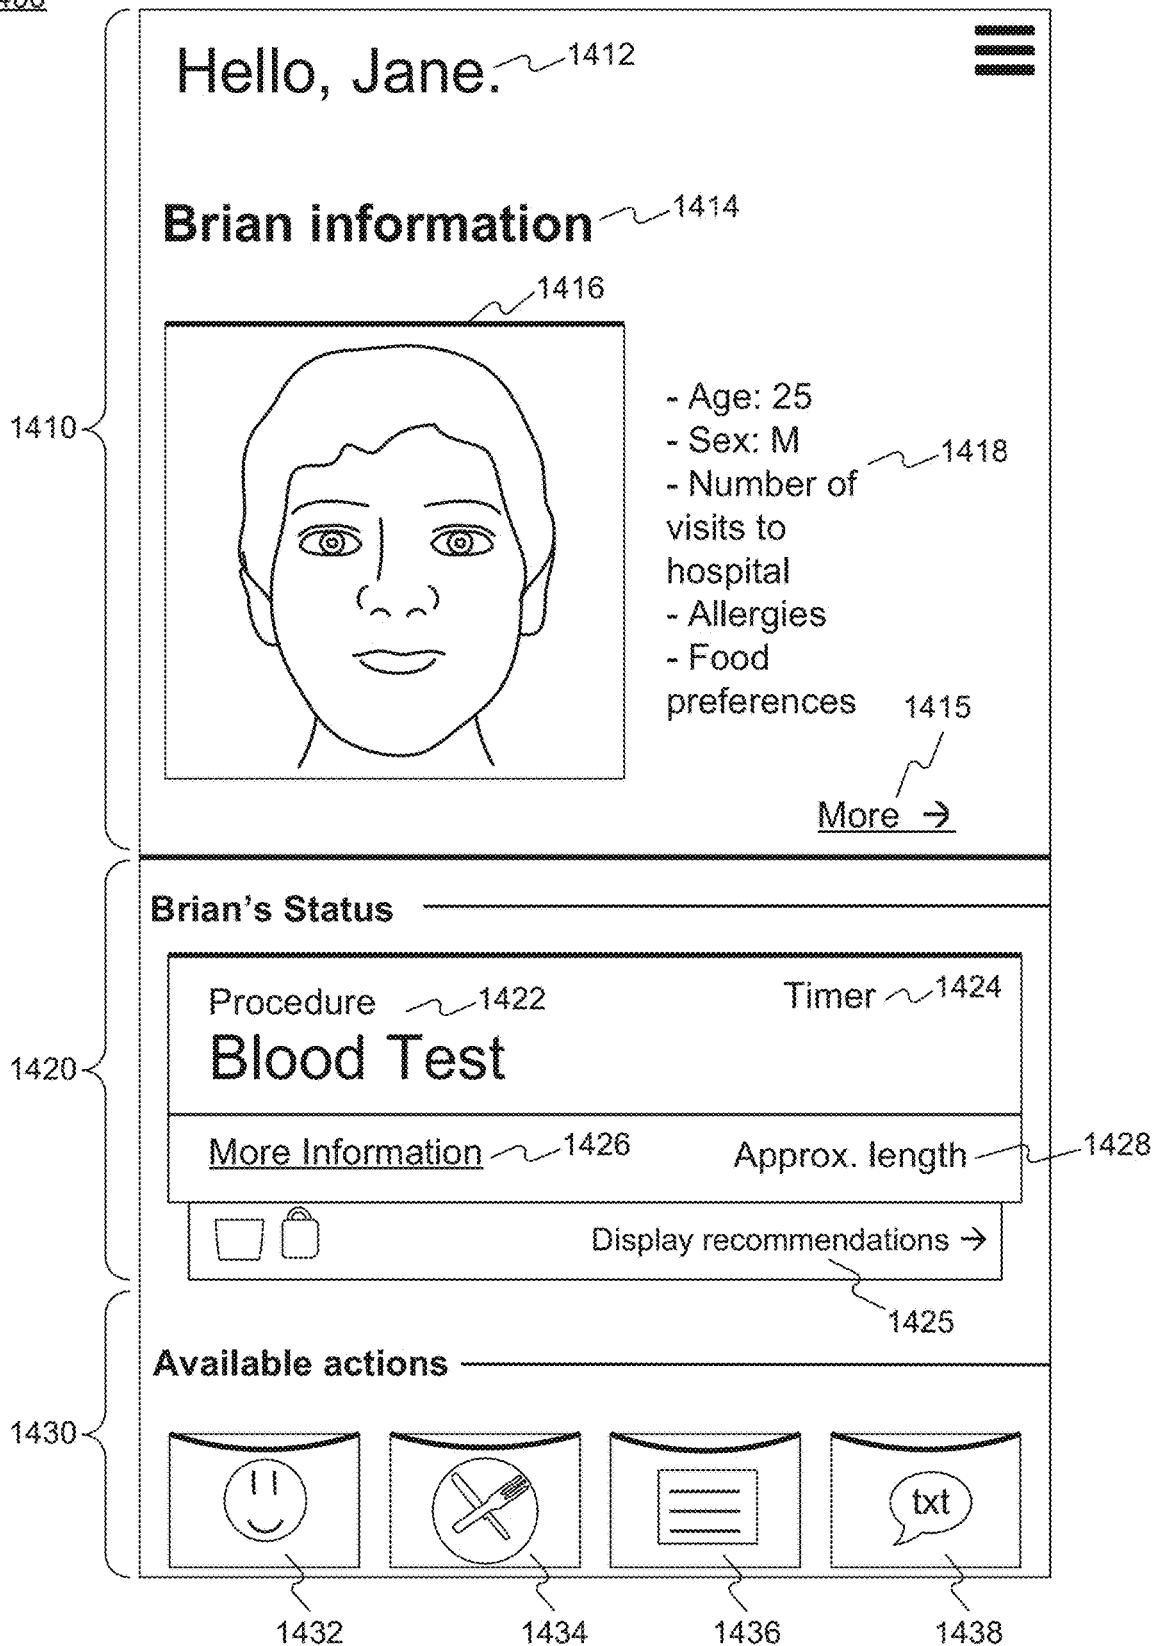 Hello, Jane. 1412
Brian information 1414
1416
- Age: 25
- Sex: M
1410
1418
- Number of
visits to
hospital
- Allergies
- Food
preferences
1415
More →
Brian's Status
Procedure 1422
Timer 1424
Blood Test
1420
More Information 1426
Approx. length 1428
Display recommendations →
1425
Available actions
1430
txt
1432 1434 1436 1438